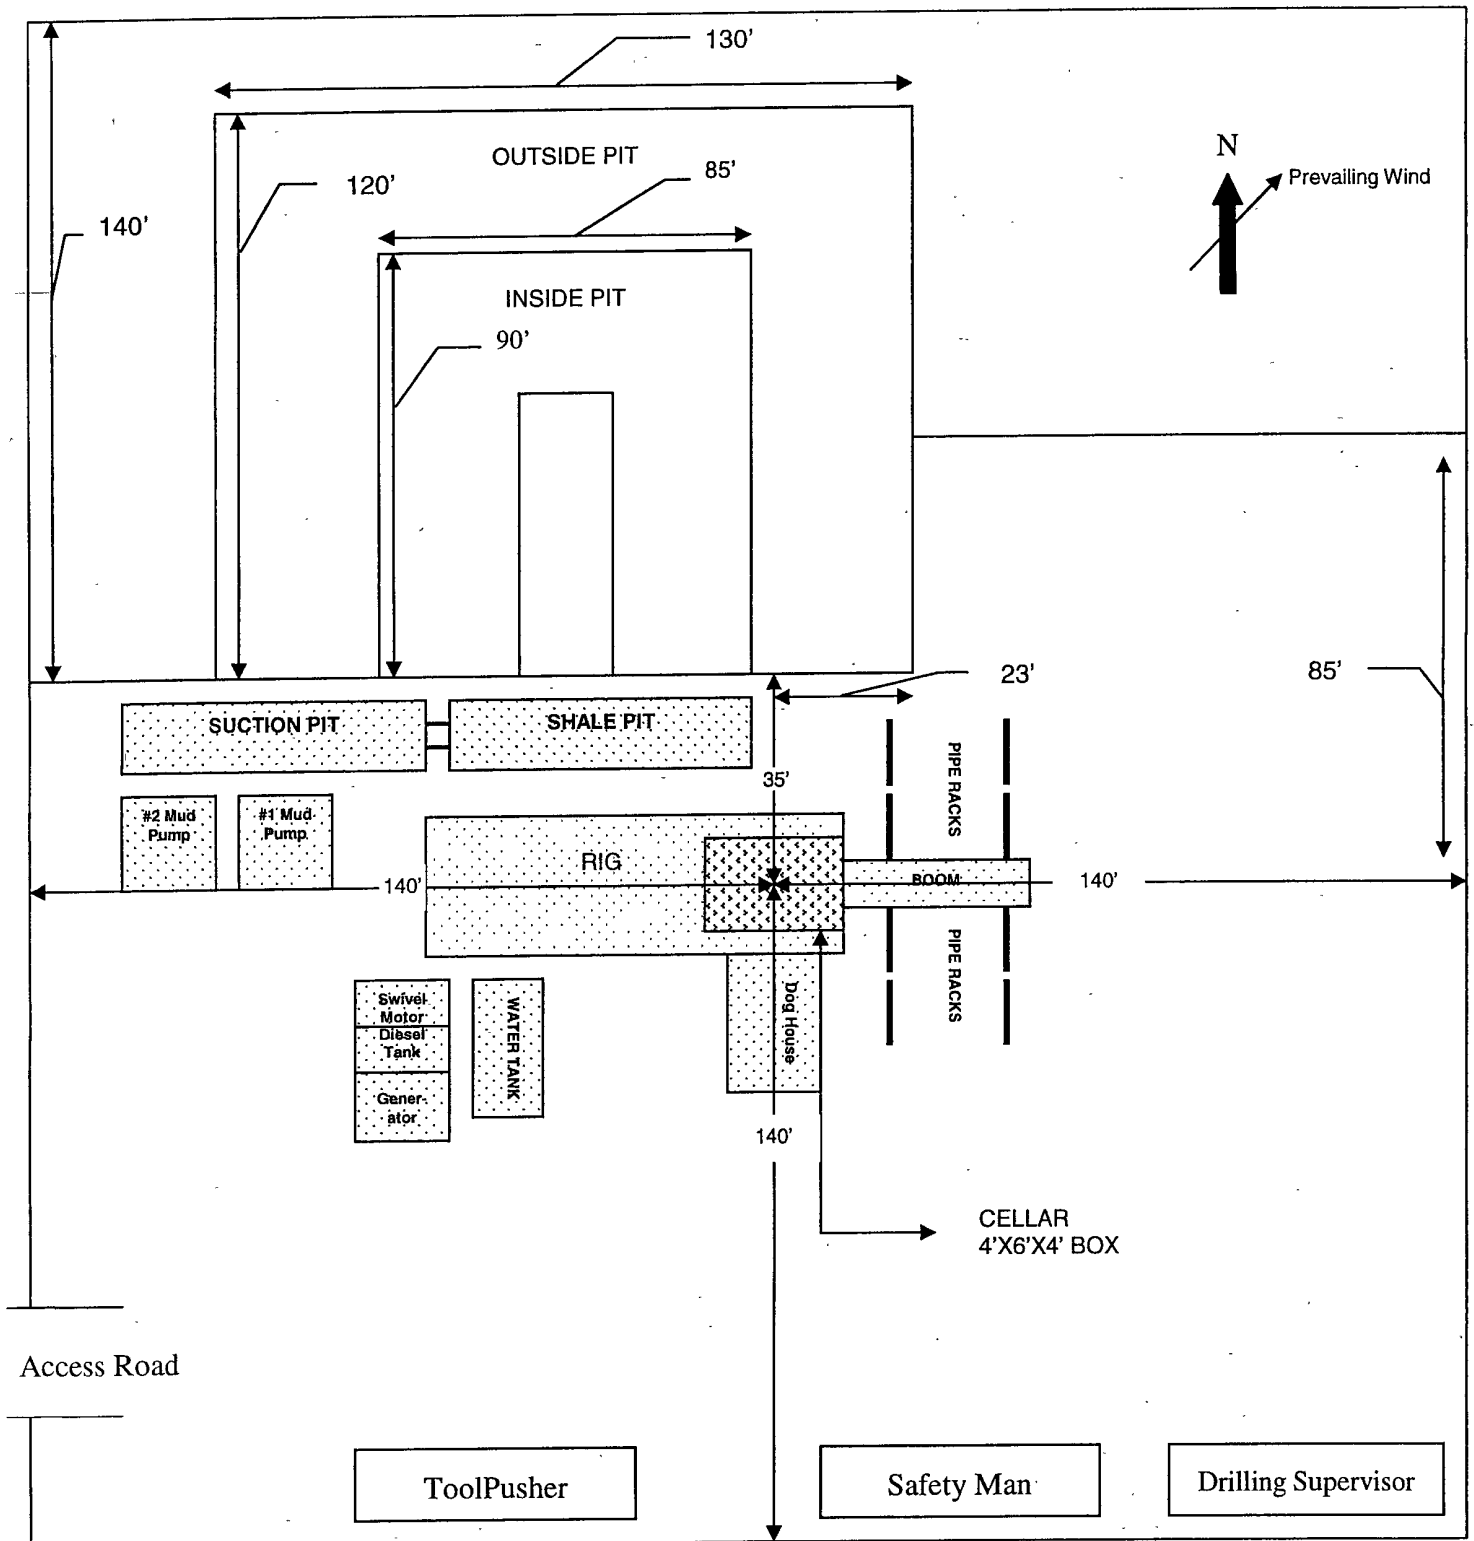 130'
OUTSIDE PIT
85'
120'
140'
N
Prevailing Wind
INSIDE PIT
90'
23'
85'
SUCTION PIT
SHALE PIT
PIPE RACKS
35'
#2 Mud
Pump
#1 Mud
Pump
RIG
140'
BOOM
140'
PIPE RACKS
Swivel
Motor
Diesel
Tank
Gener-
ator
WATER TANK
Dog House
140'
CELLAR
4'X6'X4' BOX
Access Road
ToolPusher
Safety Man
Drilling Supervisor